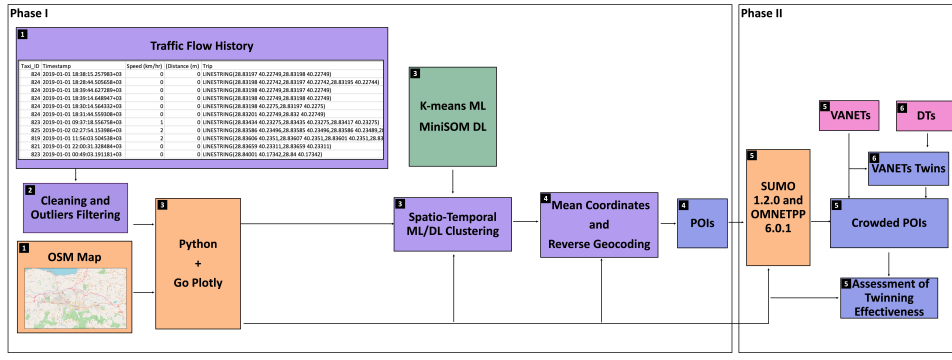 Phase I
1
Traffic Flow History
Taxi_ID Timestamp Speed (km/hr) (Distance (m) Trip
824 2019-01-01 18:38:15.257983+03 0 0 LINESTRING(28.83197 40.22749,28.83198 40.22749)
824 2019-01-01 18:28:44.505658+03 0 0 LINESTRING(28.83198 40.22742,28.83197 40.22742,28.83195 40.22744)
824 2019-01-01 18:39:44.627289+03 0 0 LINESTRING(28.83198 40.22749,28.83197 40.22749)
824 2019-01-01 18:39:14.648947+03 0 0 LINESTRING(28.83198 40.22749,28.83197 40.22749)
824 2019-01-01 18:30:14.564332+03 0 0 LINESTRING(28.83198 40.2275,28.83197 40.2275)
824 2019-01-01 18:31:44.559308+03 0 0 LINESTRING(28.83201 40.22749,28.832 40.22749)
823 2019-01-01 09:37:18.556758+03 1 0 LINESTRING(28.83434 40.23275,28.83435 40.23275,28.83417 40.23275)
825 2019-01-02 02:27:54.153986+03 2 0 LINESTRING(28.83586 40.23496,28.83585 40.23496,28.83586 40.23489,2
819 2019-01-01 11:56:03.504538+03 2 0 LINESTRING(28.83606 40.2351,28.83607 40.2351,28.83601 40.2351,28.83
821 2019-01-01 22:00:31.328484+03 0 0 LINESTRING(28.83659 40.23311,28.83659 40.23311)
823 2019-01-01 00:49:03.191181+03 0 0 LINESTRING(28.84001 40.17342,28.84 40.17342)
2
Cleaning and
Outliers Filtering
1
OSM Map
3
Python
+
Go Plotly
3
K-means ML
MiniSOM DL
3
Spatio-Temporal
ML/DL Clustering
4
Mean Coordinates
and
Reverse Geocoding
4
POIs
Phase II
5
SUMO
1.2.0 and
OMNETPP
6.0.1
5
VANETs
6
DTs
6
VANETs Twins
5
Crowded POIs
5
Assessment of
Twinning
Effectiveness